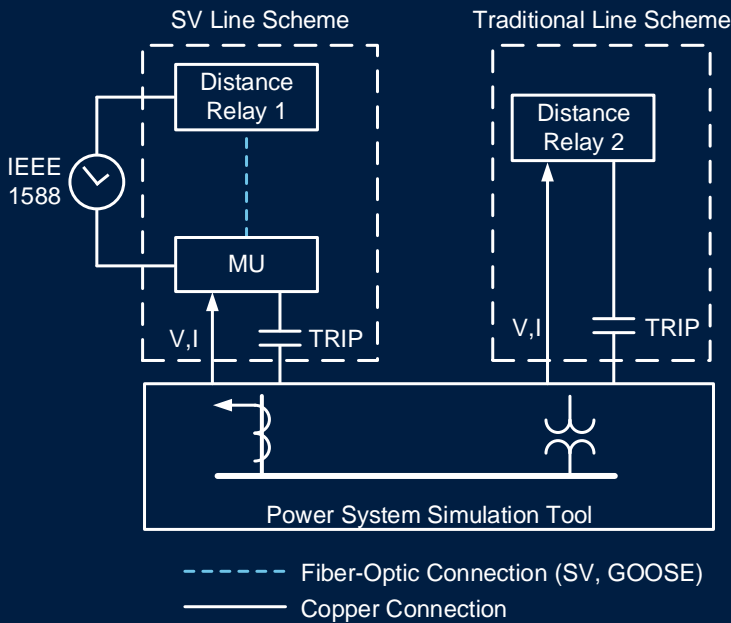 SV Line Scheme
Traditional Line Scheme
Distance
Relay 1
Distance
Relay 2
IEEE
1588
MU
V,I
TRIP
V,I
TRIP
Power System Simulation Tool
Fiber-Optic Connection (SV, GOOSE)
Copper Connection